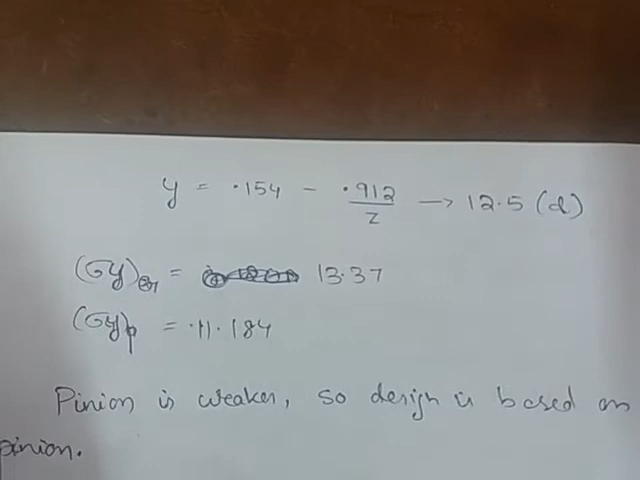 y = .154 - .912/z → 12.5 (d)
(σy)G = 13.37
(σy)p = .11.184
Pinion is weaker, so design is based on
pinion.